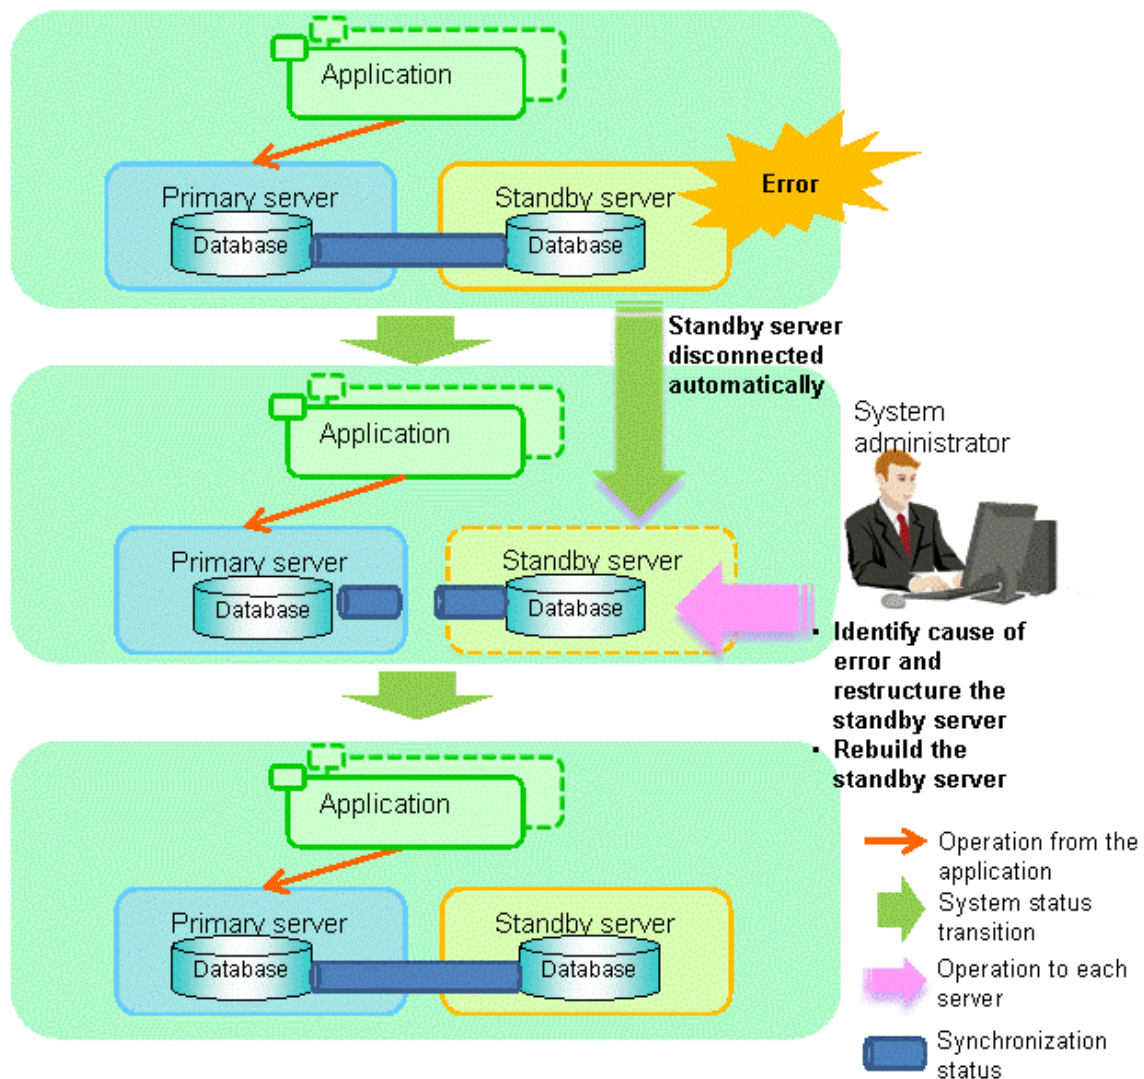 Application
Error
Primary server
Standby server
Database
Database
Standby server
disconnected
automatically
Application
System
administrator
Primary server
Standby server
Database
Database
▪ Identify cause of
error and
restructure the
standby server
▪ Rebuild the
standby server
Application
Operation from the
application
System status
transition
Primary server
Standby server
Database
Database
Operation to each
server
Synchronization
status